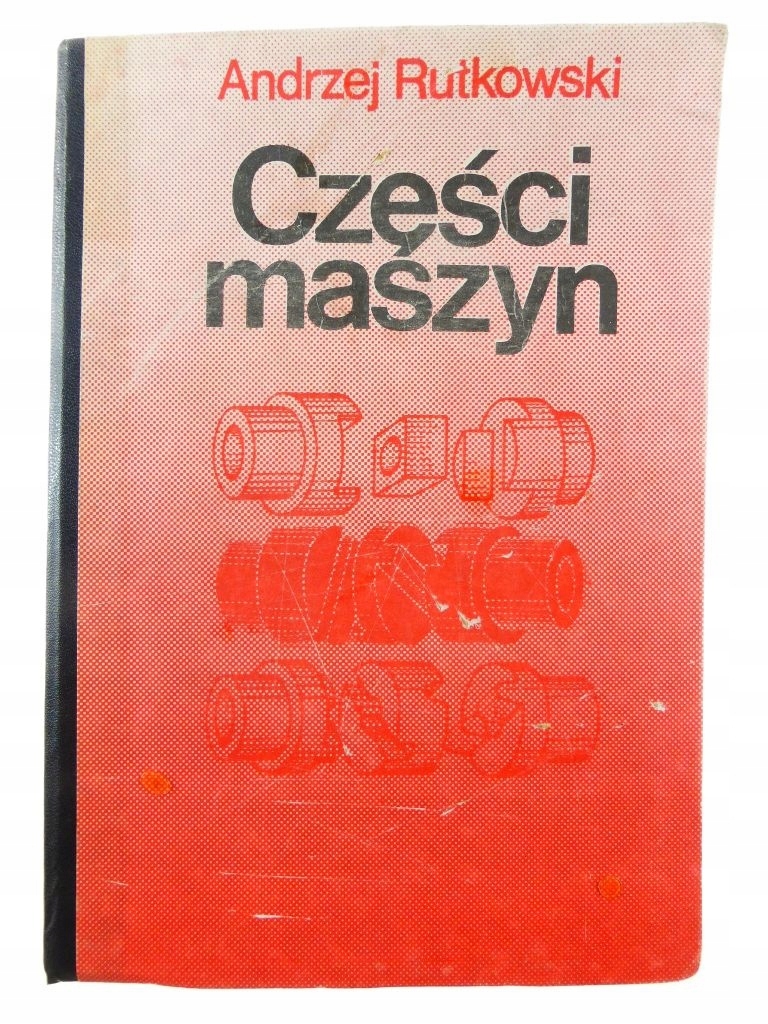 Andrzej Rutkowski
Części
maszyn